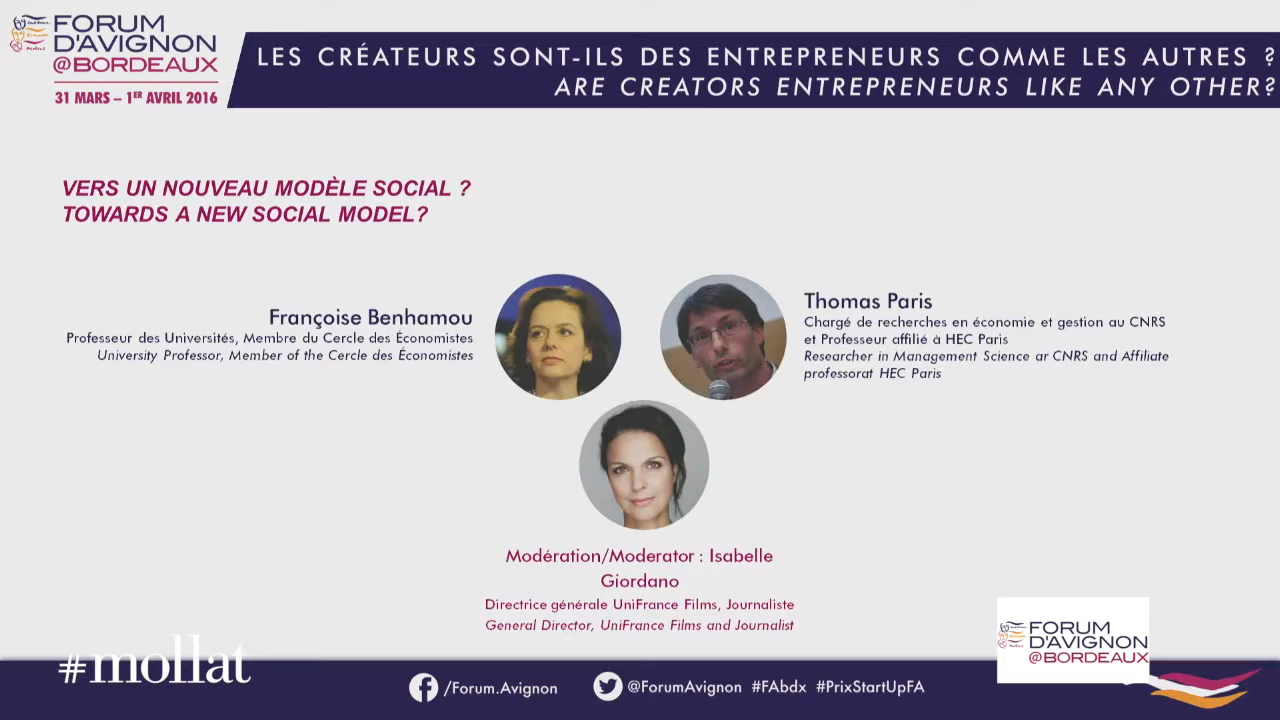 FORUM
D'AVIGNON
@BORDEAUX
31 MARS – 1ER AVRIL 2016
LES CRÉATEURS SONT-ILS DES ENTREPRENEURS COMME LES AUTRES ?
ARE CREATORS ENTREPRENEURS LIKE ANY OTHER?
VERS UN NOUVEAU MODÈLE SOCIAL ?
TOWARDS A NEW SOCIAL MODEL?
Françoise Benhamou
Professeur des Universités, Membre du Cercle des Économistes
University Professor, Member of the Cercle des Économistes
Thomas Paris
Chargé de recherches en économie et gestion au CNRS
et Professeur affilié à HEC Paris
Researcher in Management Science ar CNRS and Affiliate
professorat HEC Paris
Modération/Moderator : Isabelle
Giordano
Directrice générale UniFrance Films, Journaliste
General Director, UniFrance Films and Journalist
#mollat
/Forum.Avignon
@ForumAvignon #FAbdx #PrixStartUpFA
FORUM
D'AVIGNON
@BORDEAUX